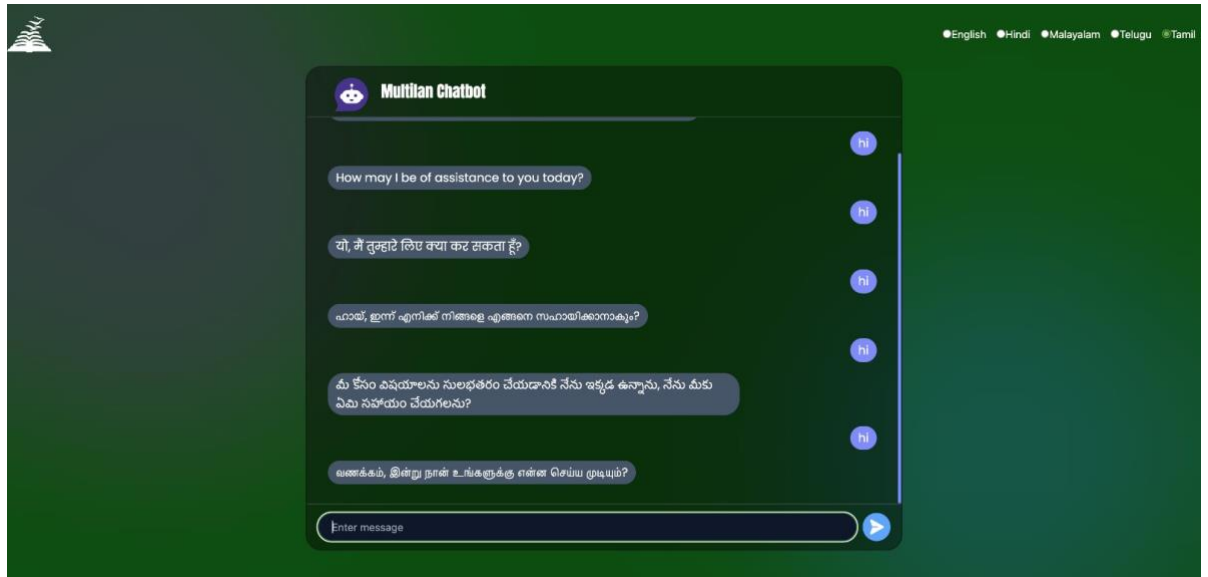 English Hindi Malayalam Telugu Tamil
Multilan Chatbot
hi
How may I be of assistance to you today?
hi
यो, मैं तुम्हारे लिए क्या कर सकता हूँ?
hi
ഹായ്, ഇന്ന് എനിക്ക് നിങ്ങളെ എങ്ങനെ സഹായിക്കാനാകും?
hi
మీ కోసం విషయాలను సులభతరం చేయడానికి నేను ఇక్కడ ఉన్నాను, నేను మీకు
ఏమి సహాయం చేయగలను?
hi
வணக்கம், இன்று நான் உங்களுக்கு என்ன செய்ய முடியும்?
Enter message